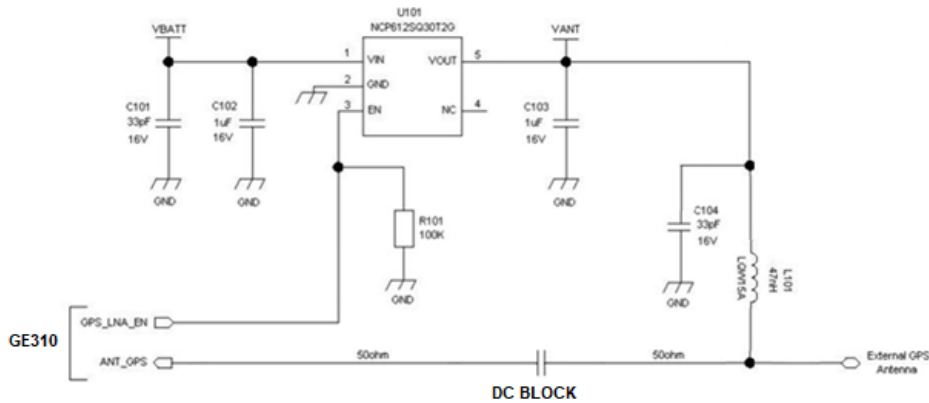 U101
NCP612SQ30T2G
VBATT
VANT
1
VIN
VOUT
5
2
GND
3
EN
NC
4
C101
33pF
16V
C102
1uF
16V
C103
1uF
16V
GND
GND
GND
GND
R101
100K
GND
C104
33pF
16V
GND
L101
47nH
LQW15A
GE310
GPS_LNA_EN
ANT_GPS
50ohm
50ohm
External GPS
Antenna
DC BLOCK